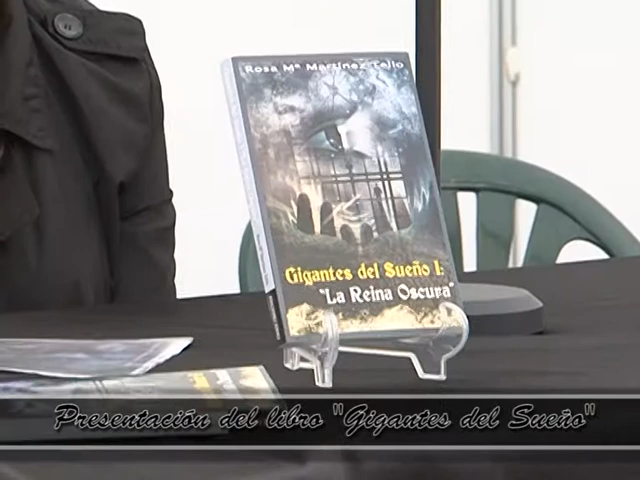 Rosa Mª Martínez Tello
Gigantes del Sueño I:
"La Reina Oscura"
Presentación del libro "Gigantes del Sueño"